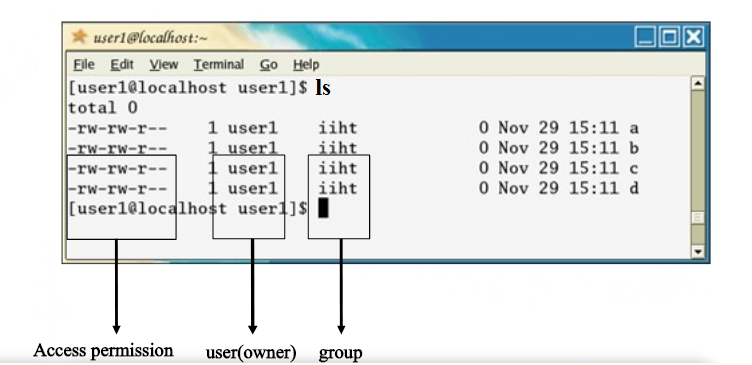 user1@localhost:~
File Edit View Terminal Go Help
[user1@localhost user1]$ ls
total 0
-rw-rw-r-- 1 user1 iiht 0 Nov 29 15:11 a
-rw-rw-r-- 1 user1 iiht 0 Nov 29 15:11 b
-rw-rw-r-- 1 user1 iiht 0 Nov 29 15:11 c
-rw-rw-r-- 1 user1 iiht 0 Nov 29 15:11 d
[user1@localhost user1]$
Access permission user(owner) group